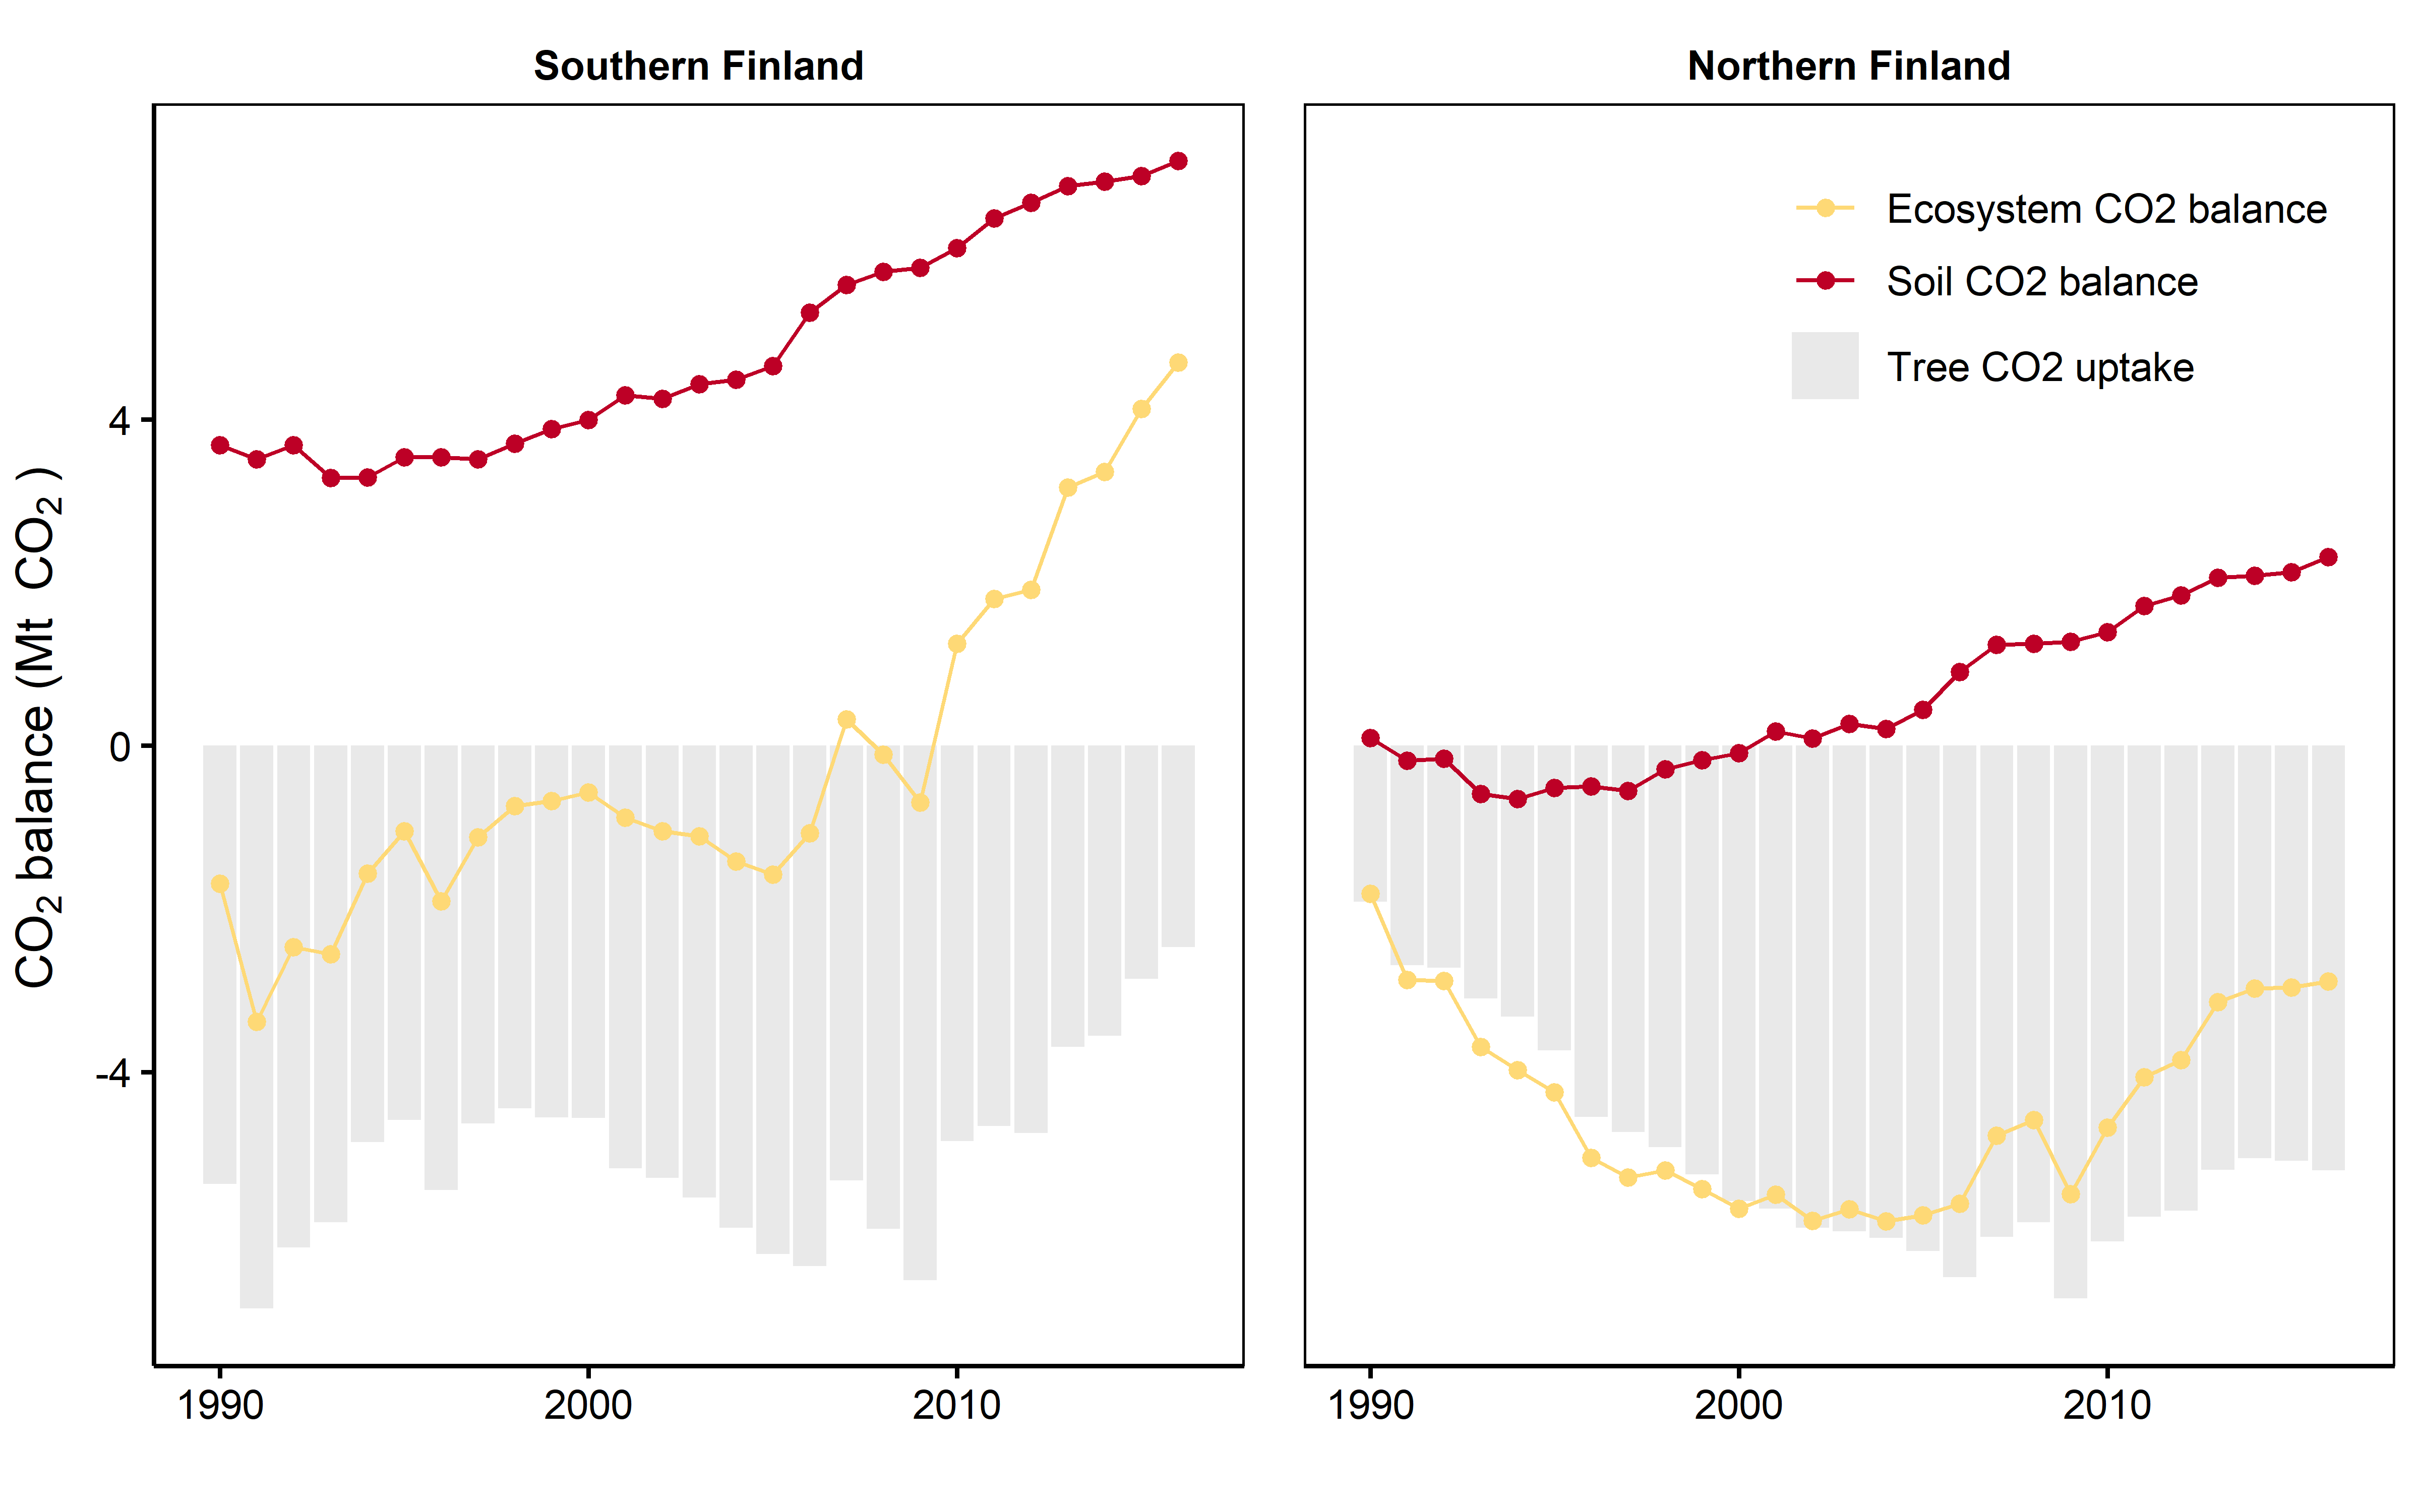 Southern Finland
Northern Finland
CO₂ balance (Mt CO₂ )
4
0
-4
Ecosystem CO2 balance
Soil CO2 balance
Tree CO2 uptake
1990
2000
2010
1990
2000
2010